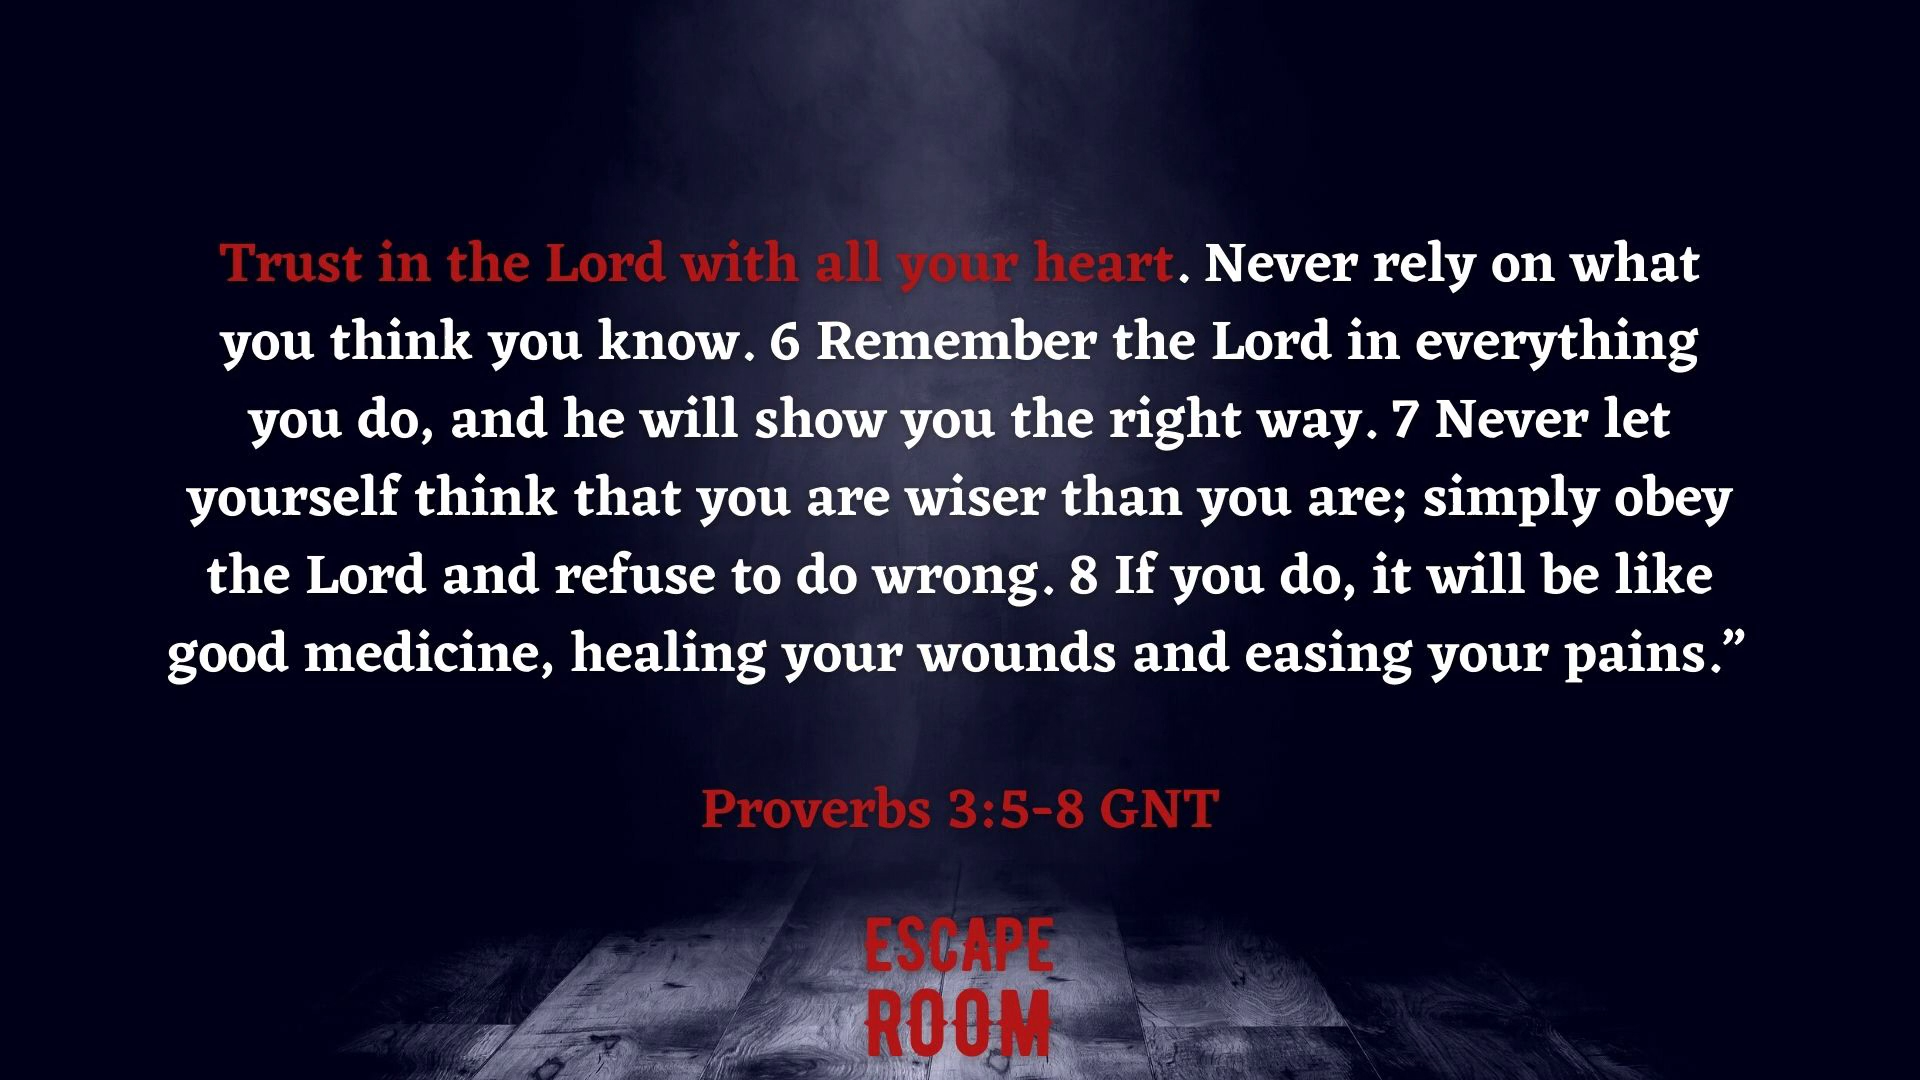 Trust in the Lord with all your heart. Never rely on what
you think you know. 6 Remember the Lord in everything
you do, and he will show you the right way. 7 Never let
yourself think that you are wiser than you are; simply obey
the Lord and refuse to do wrong. 8 If you do, it will be like
good medicine, healing your wounds and easing your pains.”
Proverbs 3:5-8 GNT
ESCAPE
ROOM